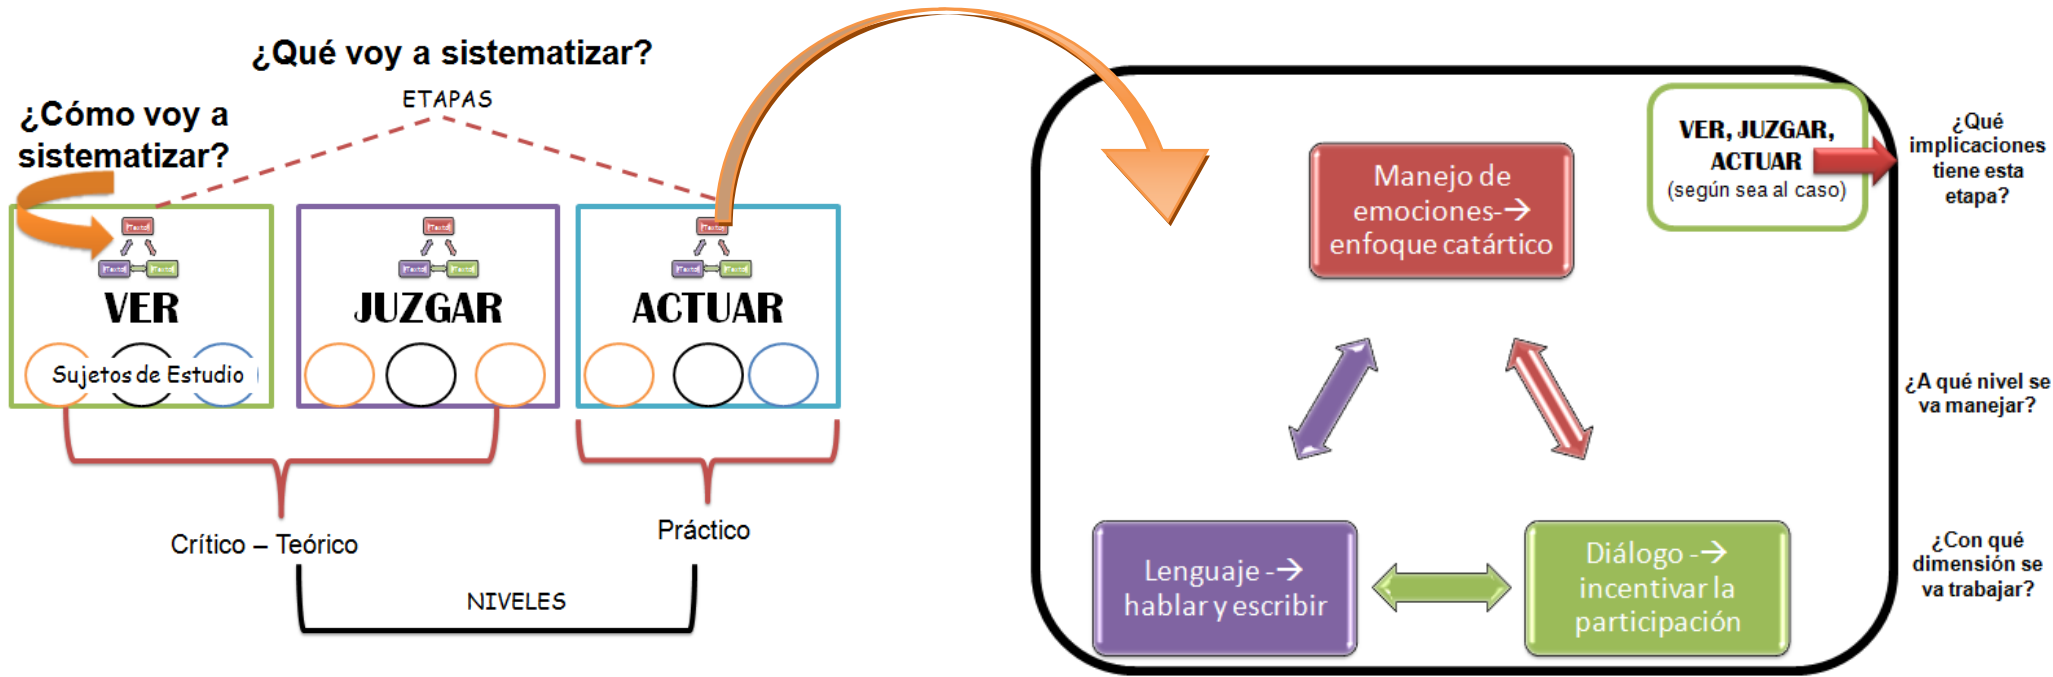 ¿Qué voy a sistematizar?
ETAPAS
¿Cómo voy a
sistematizar?
VER
Sujetos de Estudio
JUZGAR
ACTUAR
Crítico – Teórico
Práctico
NIVELES
VER, JUZGAR,
ACTUAR
(según sea al caso)
¿Qué
implicaciones
tiene esta
etapa?
Manejo de
emociones-→
enfoque catártico
¿A qué nivel se
va manejar?
Lenguaje -→
hablar y escribir
Diálogo -→
incentivar la
participación
¿Con qué
dimensión se
va trabajar?